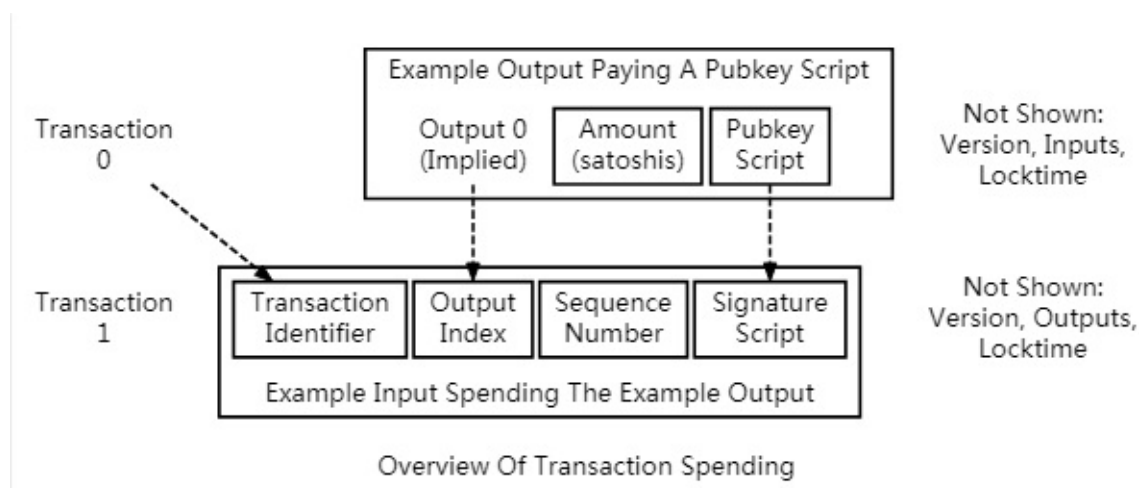 Example Output Paying A Pubkey Script
Transaction
0
Output 0
(Implied)
Amount
(satoshis)
Pubkey
Script
Not Shown:
Version, Inputs,
Locktime
Transaction
1
Transaction
Identifier
Output
Index
Sequence
Number
Signature
Script
Not Shown:
Version, Outputs,
Locktime
Example Input Spending The Example Output
Overview Of Transaction Spending